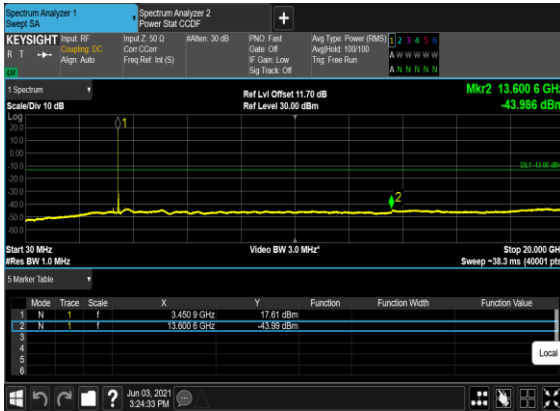 Spectrum Analyzer 1
Swept SA
Spectrum Analyzer 2
Power Stat CCDF
KEYSIGHT
R T
Input: RF
Coupling: DC
Align: Auto
Input Z: 50 Ω
Corr CCorr
Freq Ref: Int (S)
#Atten: 30 dB
PNO: Fast
Gate: Off
IF Gain: Low
Sig Track: Off
Avg Type: Power (RMS)
Avg|Hold: 100/100
Trig: Free Run
1 2 3 4 5 6
A W W W W W
A N N N N N
1 Spectrum
Scale/Div 10 dB
Ref Lvl Offset 11.70 dB
Ref Level 30.00 dBm
Mkr2 13.600 6 GHz
-43.986 dBm
Log
20.0
10.0
0.00
-10.0
-20.0
-30.0
-40.0
-50.0
-60.0
1
2
DL1 -13.00 dBm
Start 30 MHz
#Res BW 1.0 MHz
Video BW 3.0 MHz*
Stop 20.000 GH
Sweep ~38.3 ms (40001 pts
5 Marker Table
Mode Trace Scale X Y Function Function Width Function Value
1 N 1 f 3.450 9 GHz 17.61 dBm
2 N 1 f 13.600 6 GHz -43.99 dBm
3
4
5
6
Local
?
Jun 03, 2021
3:24:33 PM